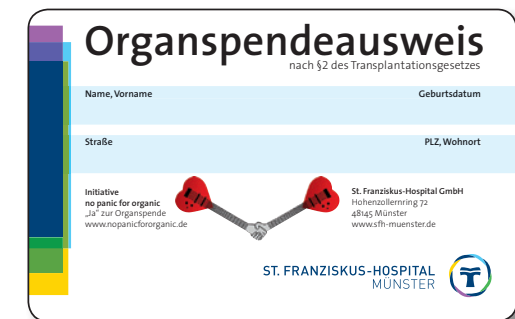 Organspendeausweis
nach §2 des Transplantationsgesetzes
Name, Vorname Geburtsdatum
Straße PLZ, Wohnort
Initiative
no panic for organic
„Ja" zur Organspende
www.nopanicfororganic.de
St. Franziskus-Hospital GmbH
Hohenzollernring 72
48145 Münster
www.sfh-muenster.de
ST. FRANZISKUS-HOSPITAL
MÜNSTER